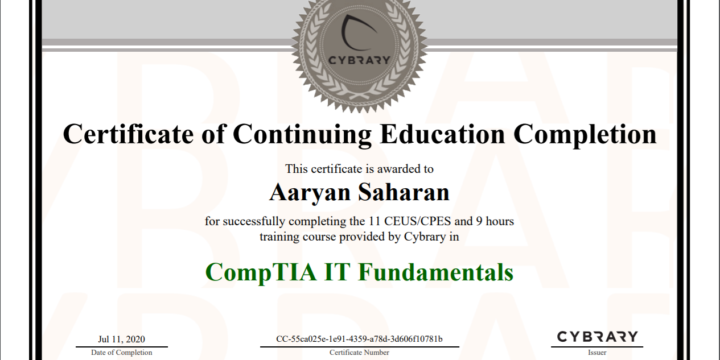 CYBRARY
Certificate of Continuing Education Completion
This certificate is awarded to
Aaryan Saharan
for successfully completing the 11 CEUS/CPES and 9 hours
training course provided by Cybrary in
CompTIA IT Fundamentals
Jul 11, 2020
Date of Completion
CC-55ca025e-1e91-4359-a78d-3d606f10781b
Certificate Number
CYBRARY
Issuer